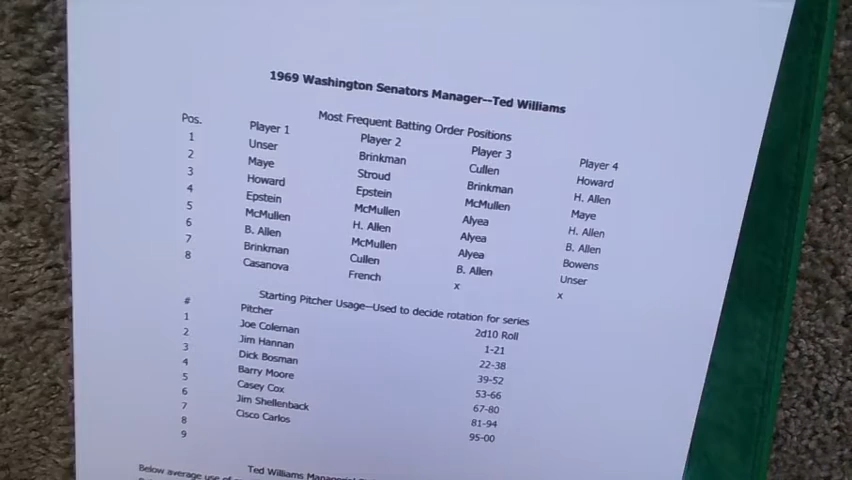 1969 Washington Senators Manager--Ted Williams
Most Frequent Batting Order Positions
Pos. Player 1 Player 2 Player 3 Player 4
1 Unser Brinkman Cullen Howard
2 Maye Stroud Brinkman H. Allen
3 Howard Epstein McMullen Maye
4 Epstein McMullen Alyea H. Allen
5 McMullen H. Allen Alyea B. Allen
6 B. Allen McMullen Alyea Bowens
7 Brinkman Cullen B. Allen Unser
8 Casanova French x x
Starting Pitcher Usage--Used to decide rotation for series
# Pitcher 2d10 Roll
1 Joe Coleman 1-21
2 Jim Hannan 22-38
3 Dick Bosman 39-52
4 Barry Moore 53-66
5 Casey Cox 67-80
6 Jim Shellenback 81-94
7 Cisco Carlos 95-00
8
9
Ted Williams Managerial
Below average use of